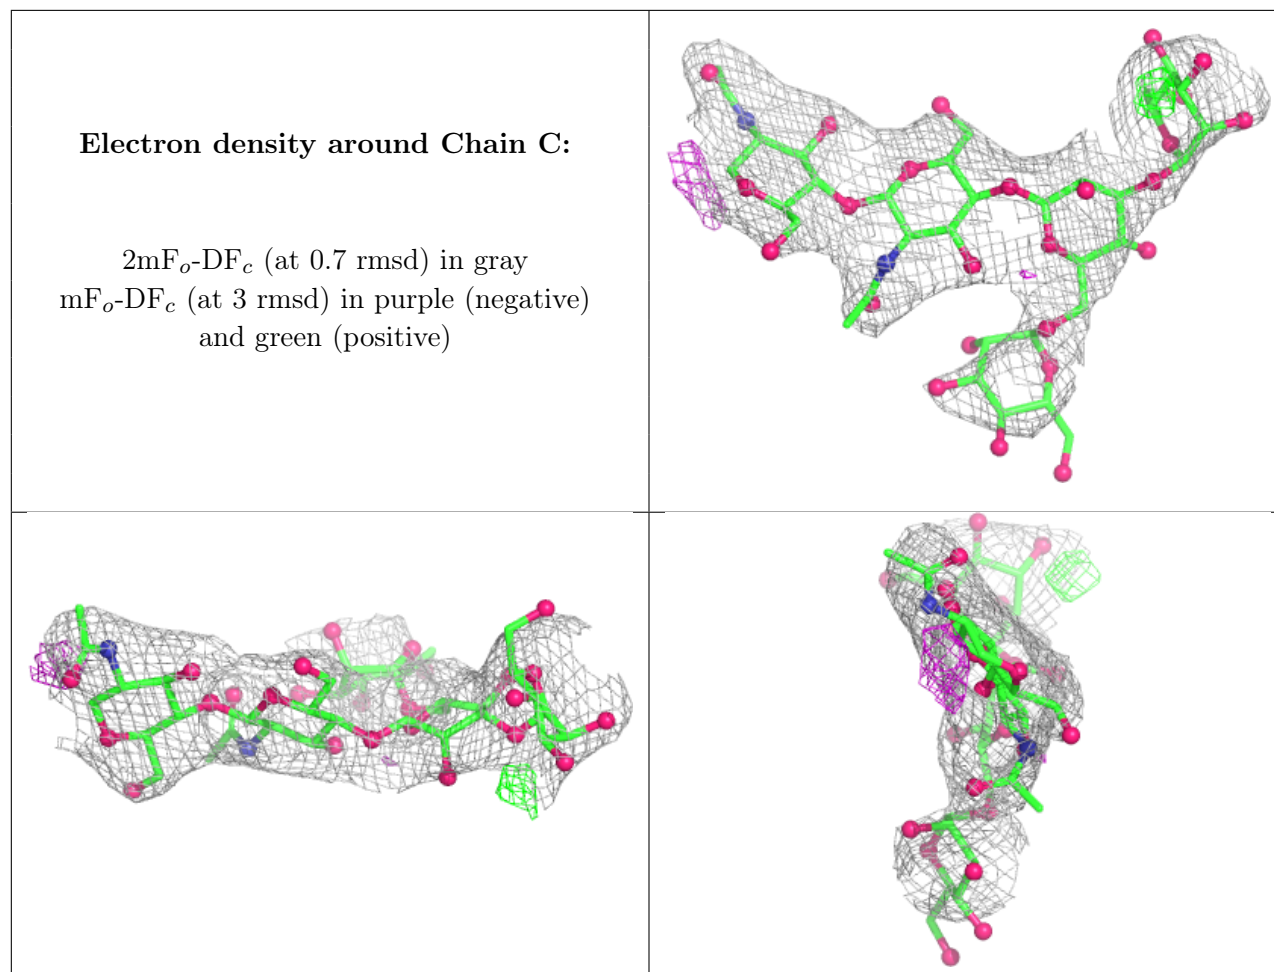 Electron density around Chain C:
2mFₒ-DF𝒸 (at 0.7 rmsd) in gray
mFₒ-DF𝒸 (at 3 rmsd) in purple (negative)
and green (positive)